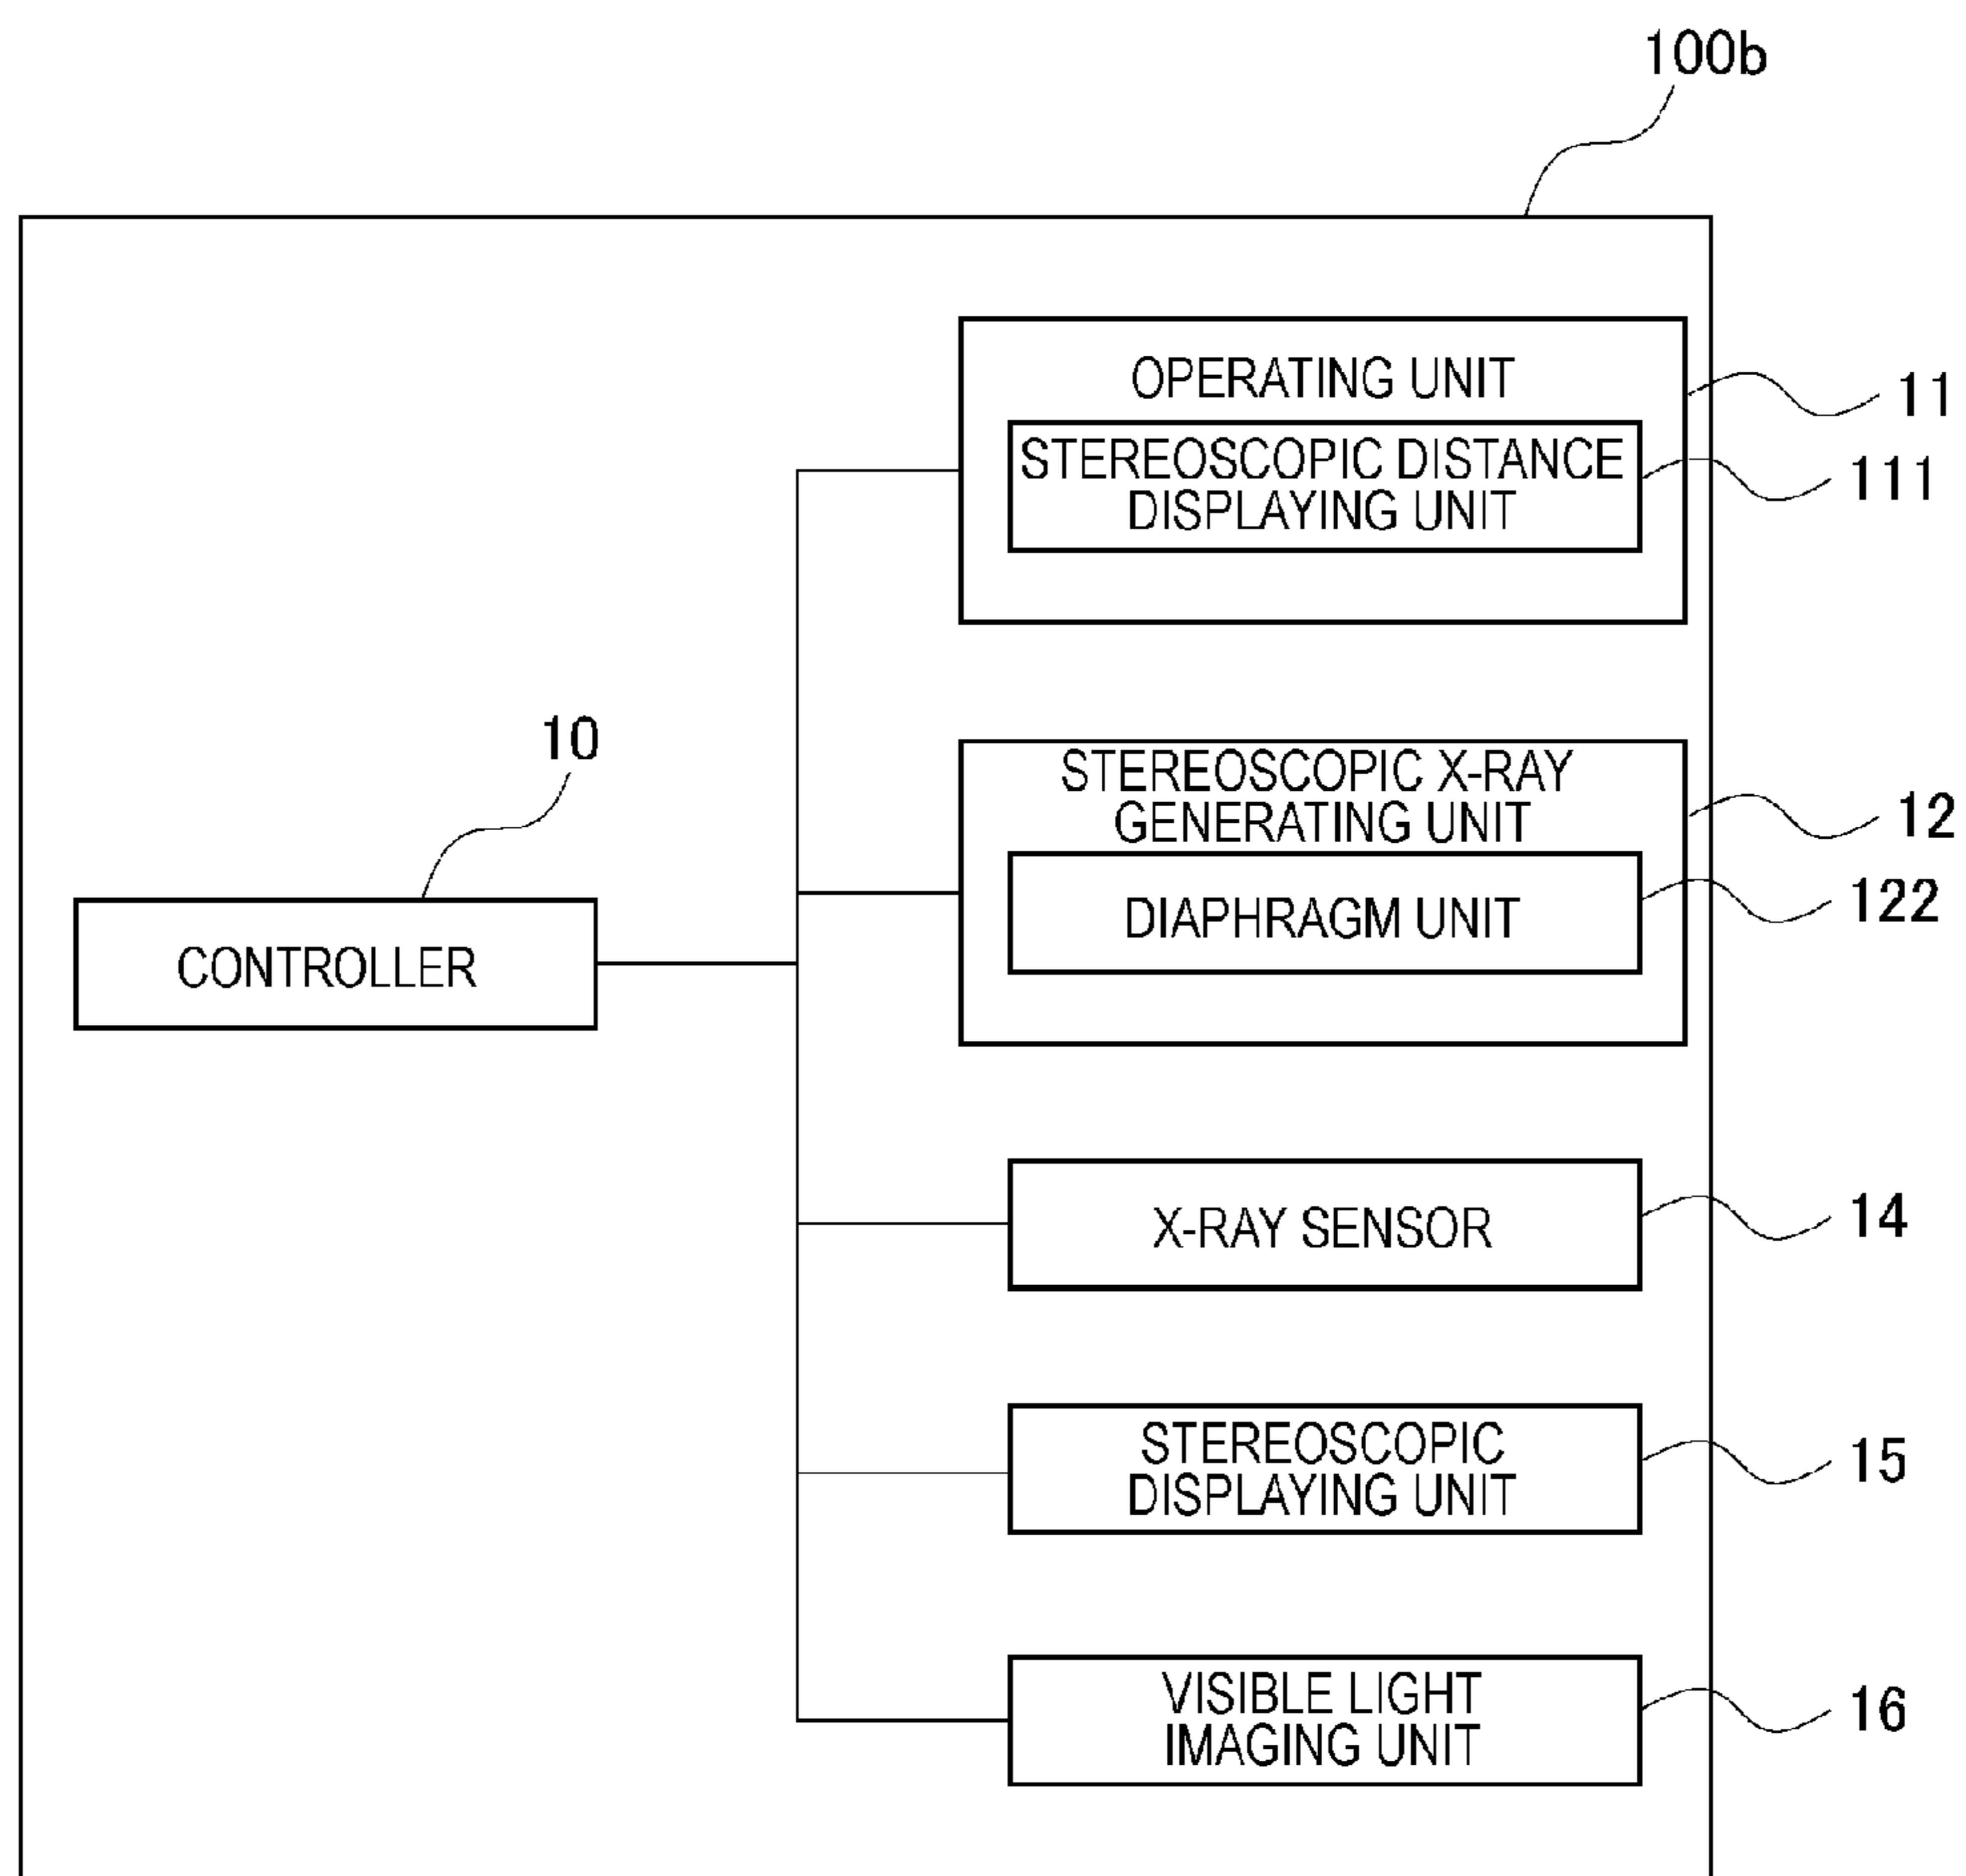 100b
OPERATING UNIT
11
STEREOSCOPIC DISTANCE
DISPLAYING UNIT
111
10
STEREOSCOPIC X-RAY
GENERATING UNIT
12
DIAPHRAGM UNIT
122
CONTROLLER
X-RAY SENSOR
14
STEREOSCOPIC
DISPLAYING UNIT
15
VISIBLE LIGHT
IMAGING UNIT
16